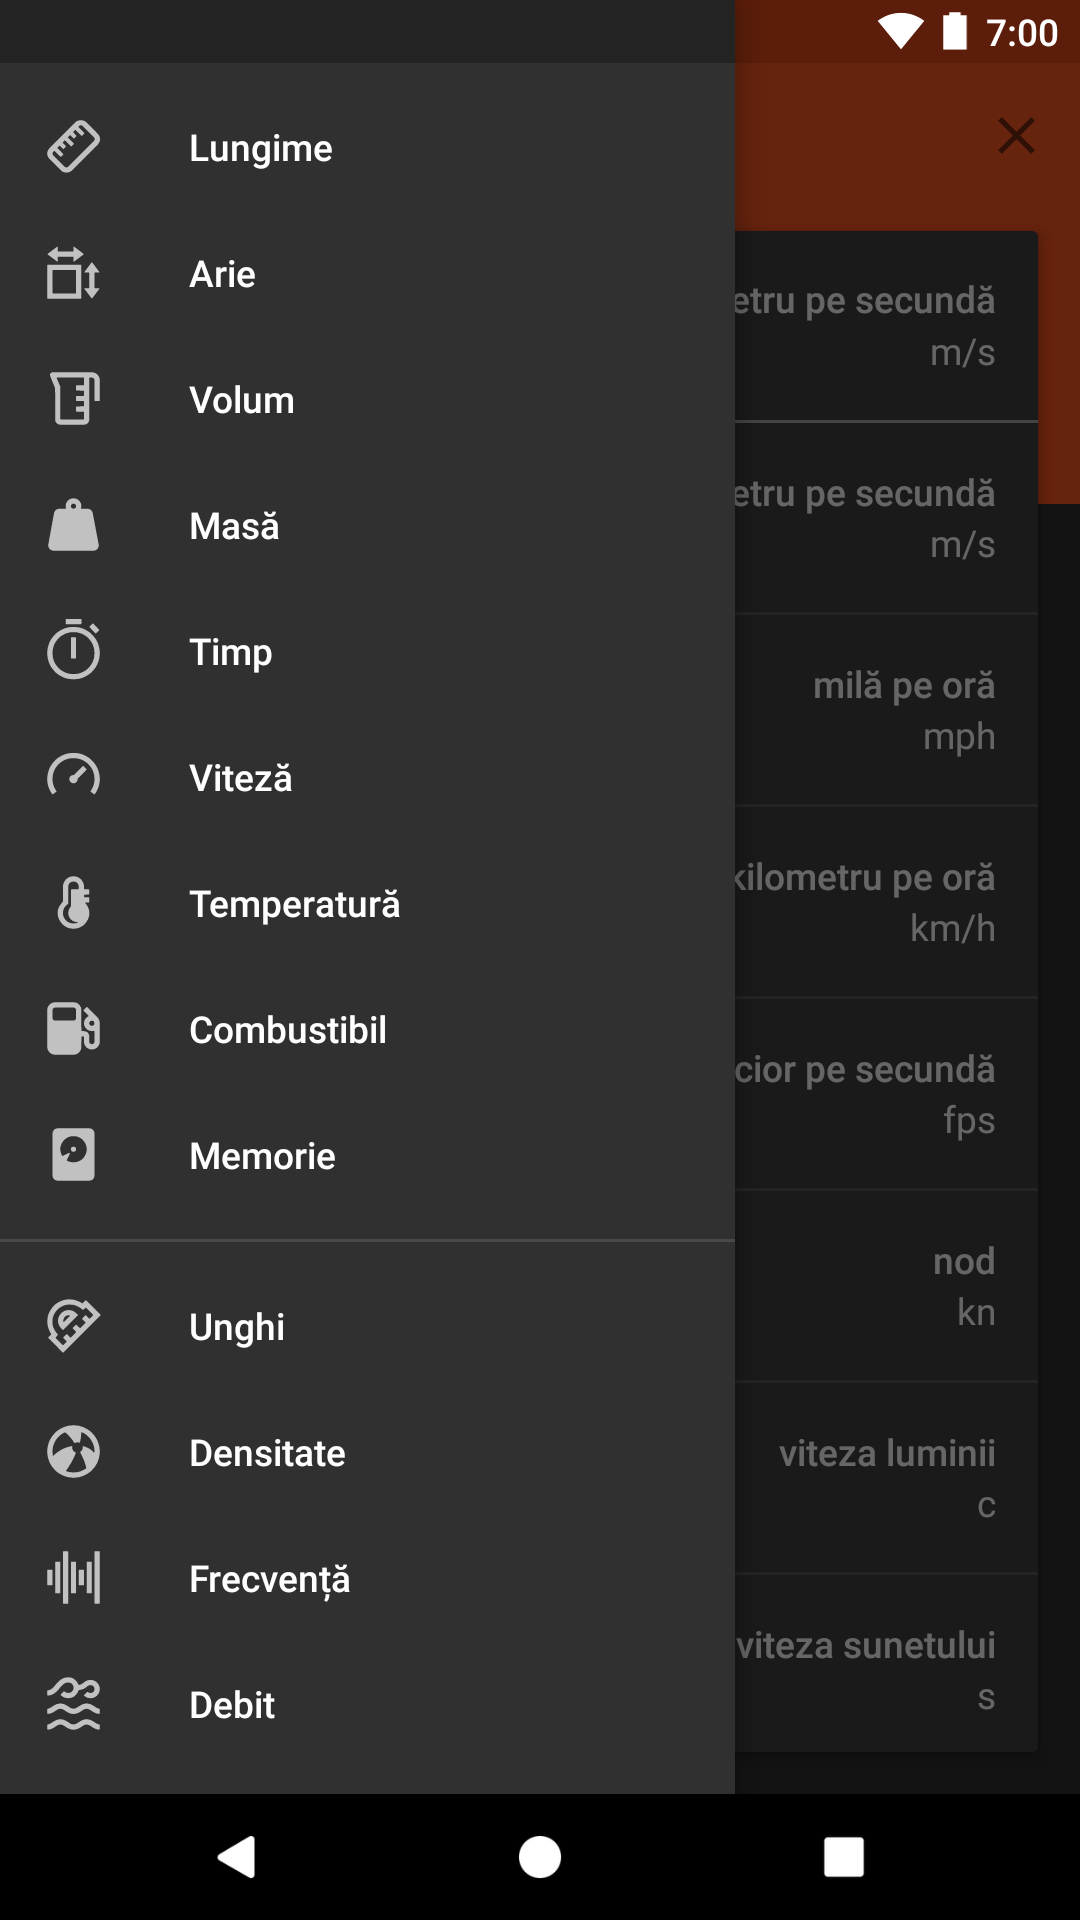 7:00
Lungime
Arie
Volum
Masă
Timp
Viteză
Temperatură
Combustibil
Memorie
Unghi
Densitate
Frecvență
Debit
etru pe secundă
m/s
etru pe secundă
m/s
milă pe oră
mph
kilometru pe oră
km/h
cior pe secundă
fps
nod
kn
viteza luminii
c
viteza sunetului
s